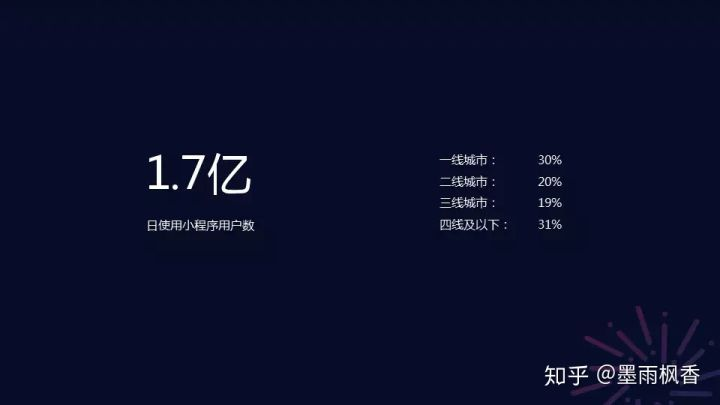 1.7亿
日使用小程序用户数
一线城市： 30%
二线城市： 20%
三线城市： 19%
四线及以下： 31%
知乎 @墨雨枫香